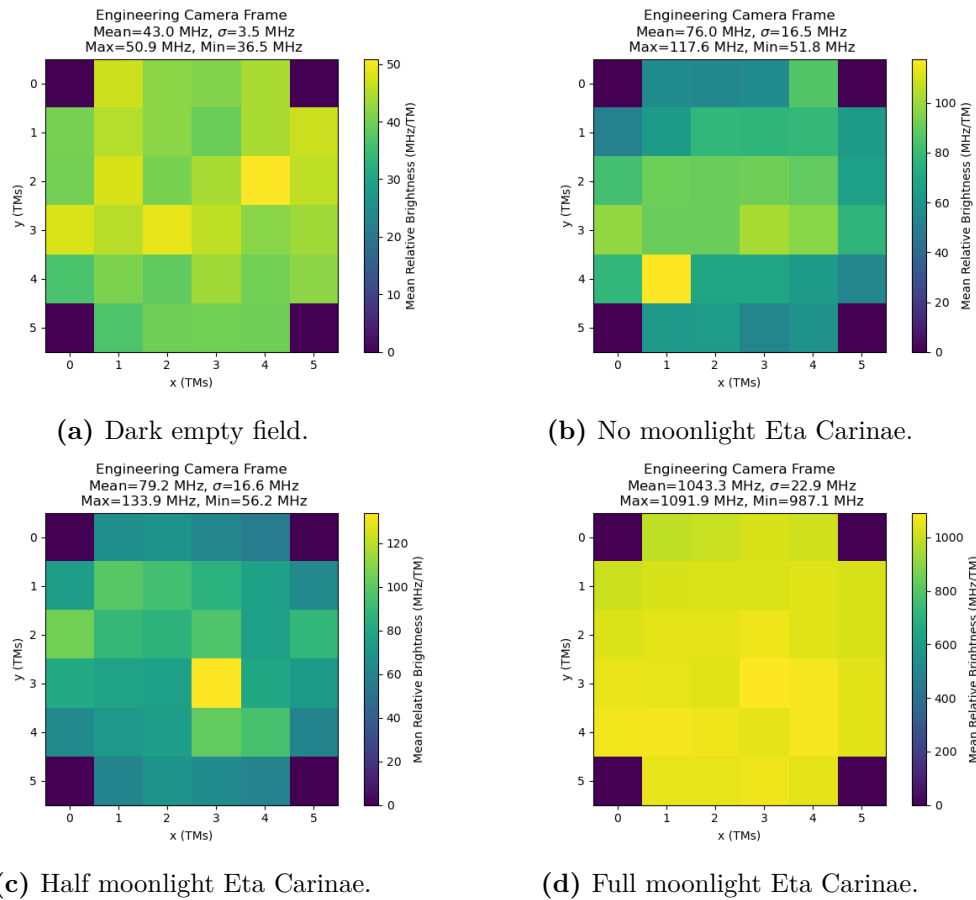 Engineering Camera Frame
Mean=43.0 MHz, σ=3.5 MHz
Max=50.9 MHz, Min=36.5 MHz
0
1
2
3
4
5
y (TMs)
0 1 2 3 4 5
x (TMs)
50
40
30
20
10
0
Mean Relative Brightness (MHz/TM)
(a) Dark empty field.
Engineering Camera Frame
Mean=76.0 MHz, σ=16.5 MHz
Max=117.6 MHz, Min=51.8 MHz
0
1
2
3
4
5
y (TMs)
0 1 2 3 4 5
x (TMs)
100
80
60
40
20
0
Mean Relative Brightness (MHz/TM)
(b) No moonlight Eta Carinae.
Engineering Camera Frame
Mean=79.2 MHz, σ=16.6 MHz
Max=133.9 MHz, Min=56.2 MHz
0
1
2
3
4
5
y (TMs)
0 1 2 3 4 5
x (TMs)
120
100
80
60
40
20
0
Mean Relative Brightness (MHz/TM)
(c) Half moonlight Eta Carinae.
Engineering Camera Frame
Mean=1043.3 MHz, σ=22.9 MHz
Max=1091.9 MHz, Min=987.1 MHz
0
1
2
3
4
5
y (TMs)
0 1 2 3 4 5
x (TMs)
1000
800
600
400
200
0
Mean Relative Brightness (MHz/TM)
(d) Full moonlight Eta Carinae.